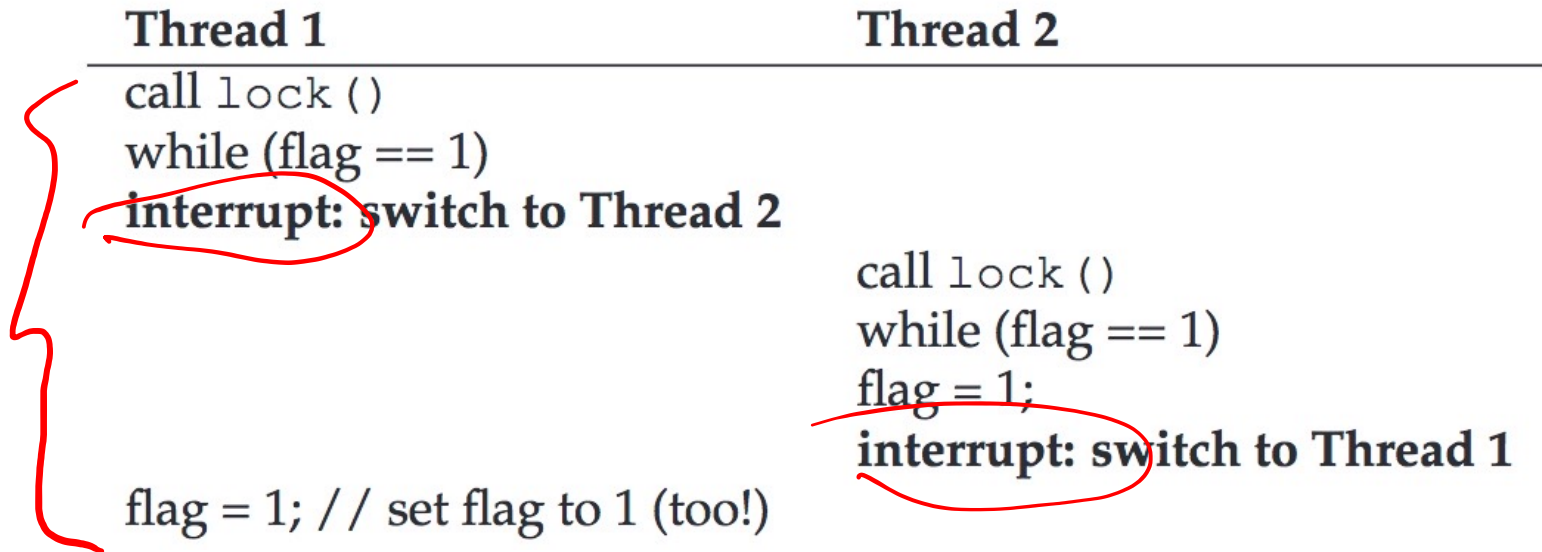 Thread 1 Thread 2
call lock()
while (flag == 1)
interrupt: switch to Thread 2
call lock()
while (flag == 1)
flag = 1;
interrupt: switch to Thread 1
flag = 1; // set flag to 1 (too!)